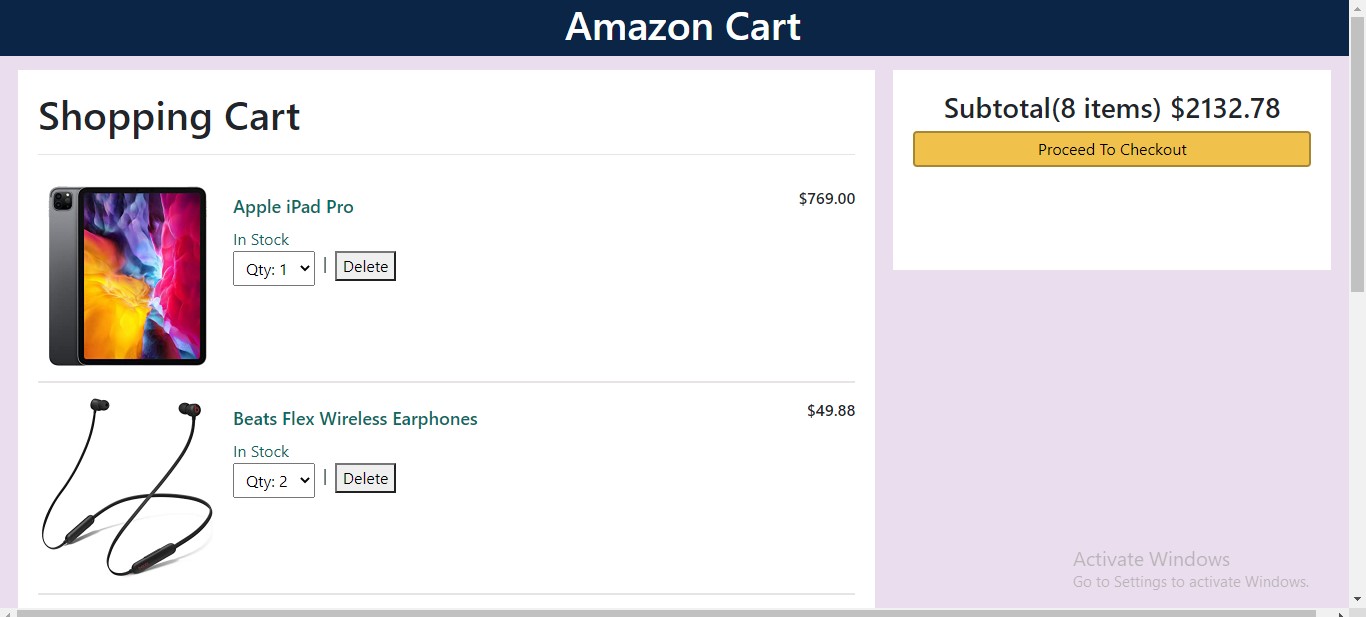 Amazon Cart
Shopping Cart
Apple iPad Pro
$769.00
In Stock
Qty: 1 | Delete
Beats Flex Wireless Earphones
$49.88
In Stock
Qty: 2 | Delete
Subtotal(8 items) $2132.78
Proceed To Checkout
Activate Windows
Go to Settings to activate Windows.